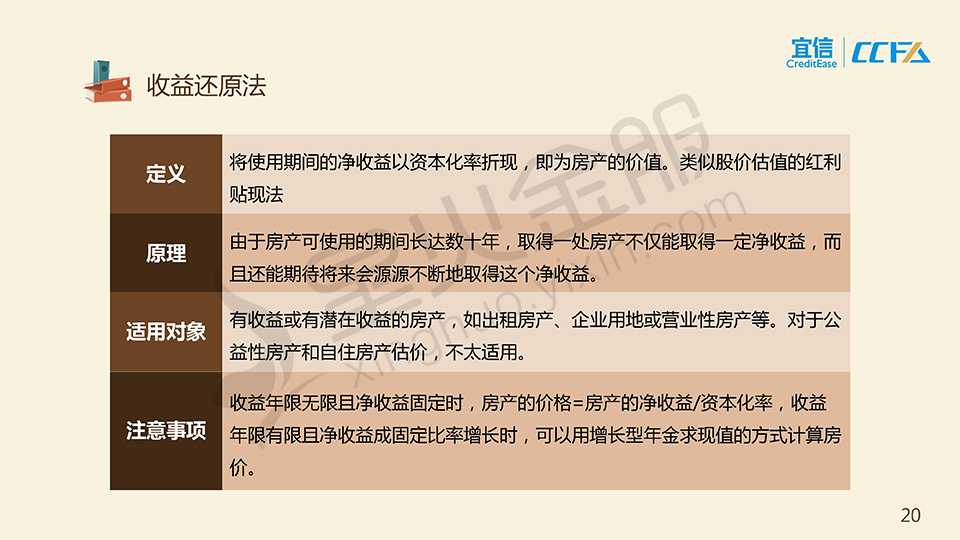 宜信
CreditEase
CCFA
收益还原法
定义
将使用期间的净收益以资本化率折现，即为房产的价值。类似股价估值的红利
贴现法
原理
由于房产可使用的期间长达数十年，取得一处房产不仅能取得一定净收益，而
且还能期待将来会源源不断地取得这个净收益。
适用对象
有收益或有潜在收益的房产，如出租房产、企业用地或营业性房产等。对于公
益性房产和自住房产估价，不太适用。
注意事项
收益年限无限且净收益固定时，房产的价格=房产的净收益/资本化率，收益
年限有限且净收益成固定比率增长时，可以用增长型年金求现值的方式计算房
价。
星火金服
xinghuo.yixin.com
20